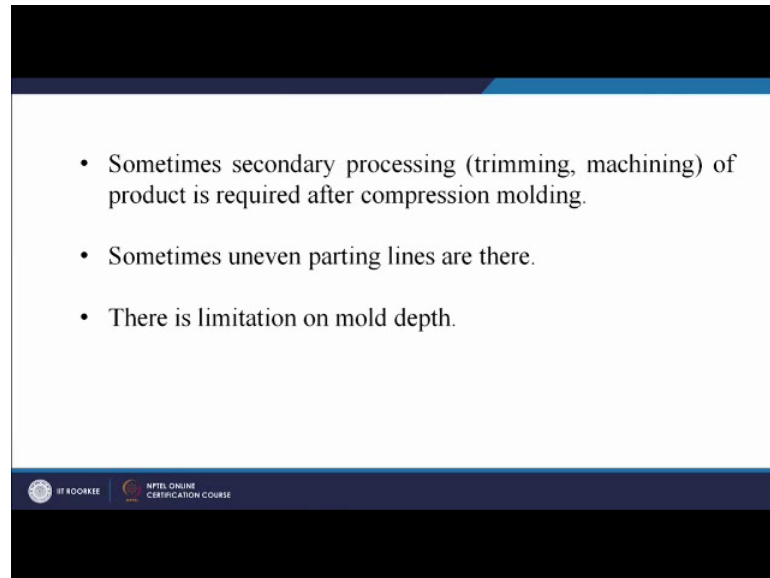 • Sometimes secondary processing (trimming, machining) of
product is required after compression molding.
• Sometimes uneven parting lines are there.
• There is limitation on mold depth.
IIT ROORKEE
NPTEL ONLINE
CERTIFICATION COURSE